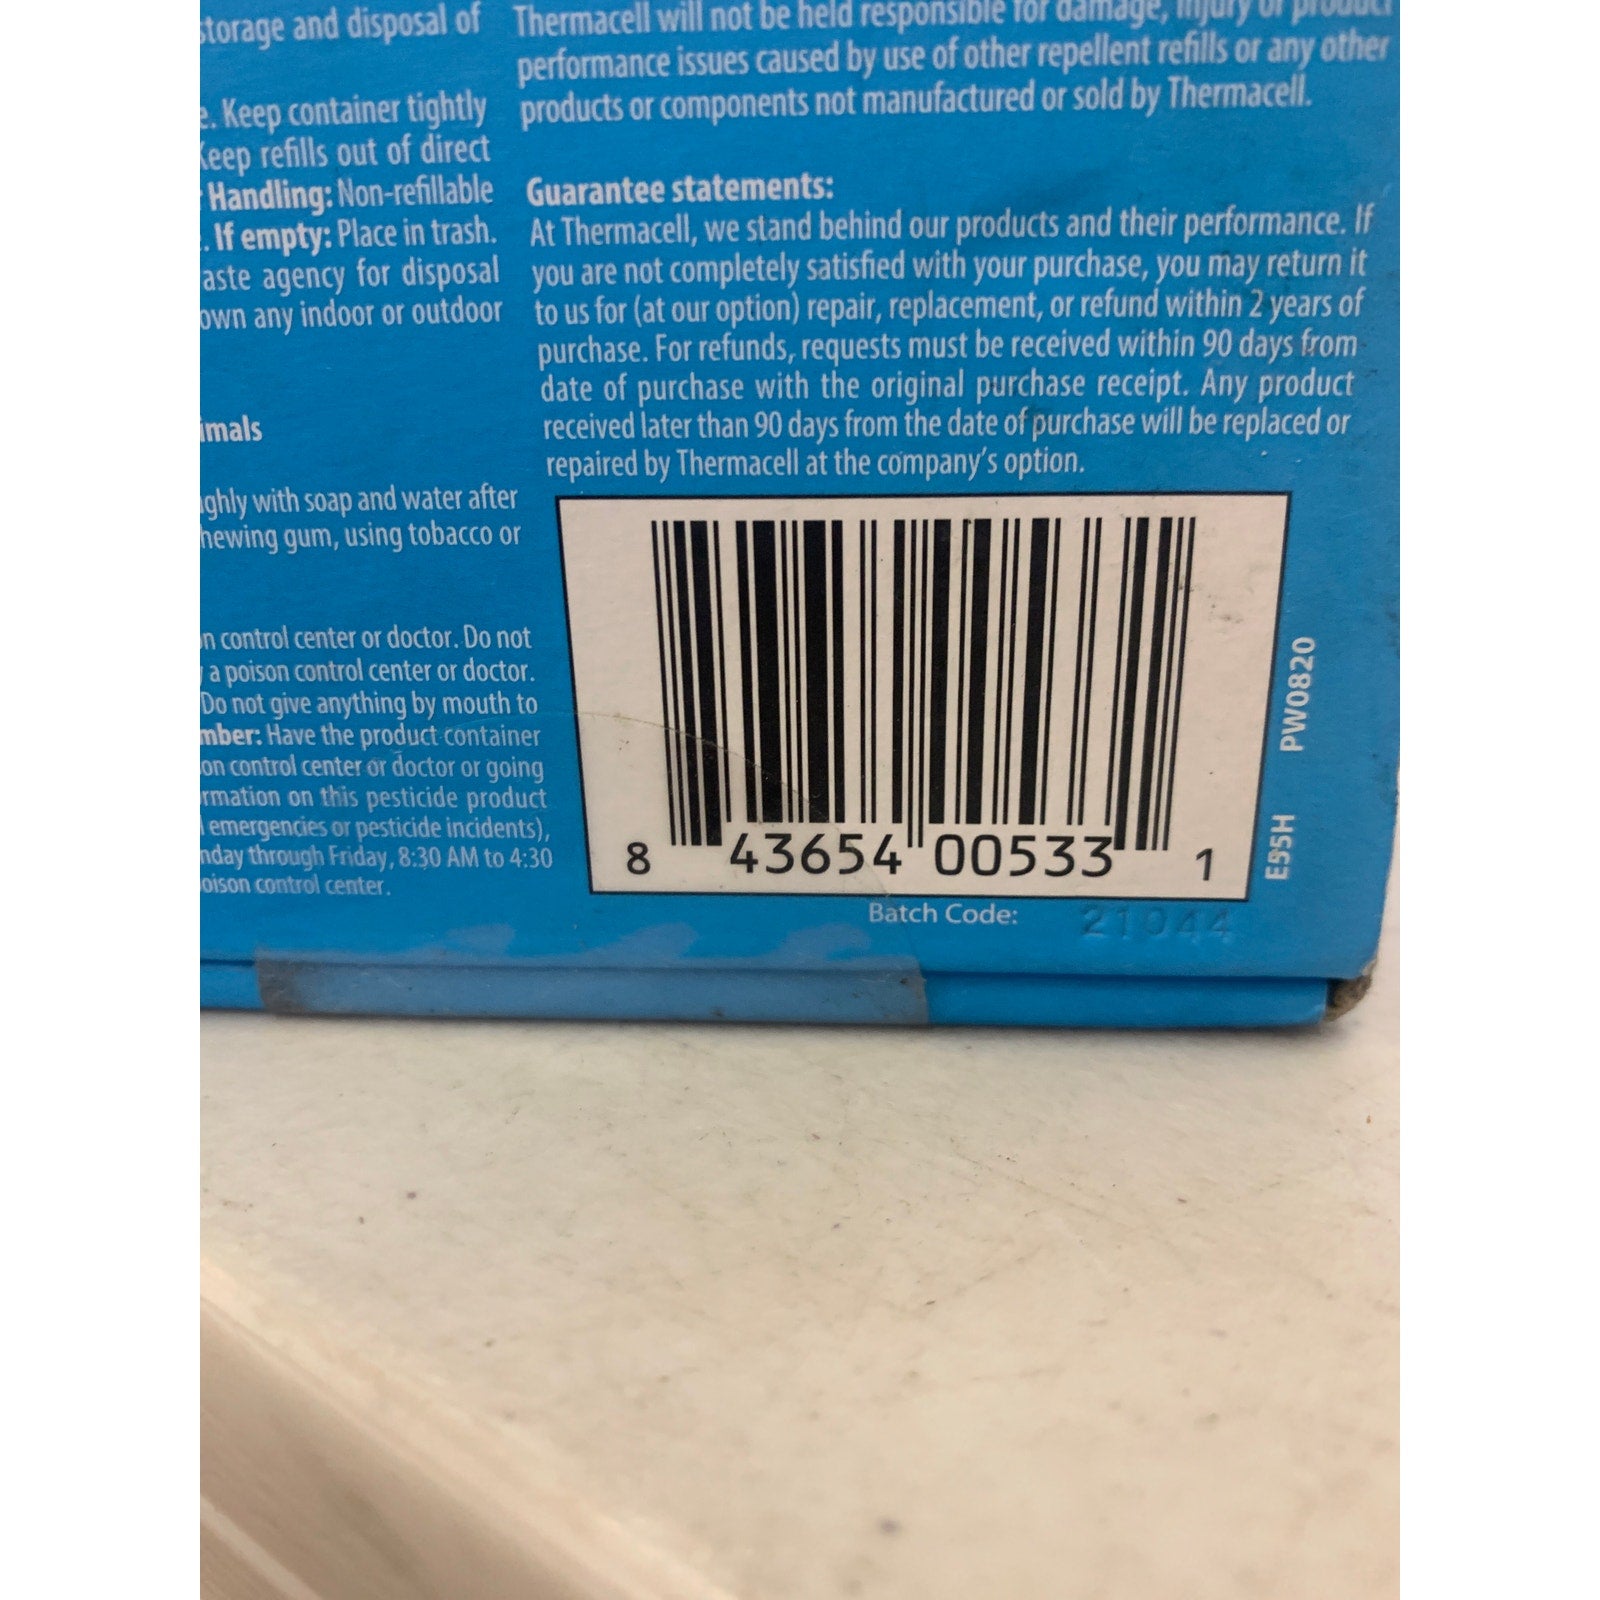 storage and disposal of
e. Keep container tightly
Keep refills out of direct
Handling: Non-refillable
. If empty: Place in trash.
aste agency for disposal
own any indoor or outdoor
imals
ghly with soap and water after
hewing gum, using tobacco or
n control center or doctor. Do not
a poison control center or doctor.
Do not give anything by mouth to
mber: Have the product container
on control center or doctor or going
rmation on this pesticide product
emergencies or pesticide incidents),
nday through Friday, 8:30 AM to 4:30
oison control center.
Thermacell will not be held responsible for damage, injury or product
performance issues caused by use of other repellent refills or any other
products or components not manufactured or sold by Thermacell.
Guarantee statements:
At Thermacell, we stand behind our products and their performance. If
you are not completely satisfied with your purchase, you may return it
to us for (at our option) repair, replacement, or refund within 2 years of
purchase. For refunds, requests must be received within 90 days from
date of purchase with the original purchase receipt. Any product
received later than 90 days from the date of purchase will be replaced or
repaired by Thermacell at the company's option.
8 43654 00533 1
Batch Code: 21044
E55H PW0820